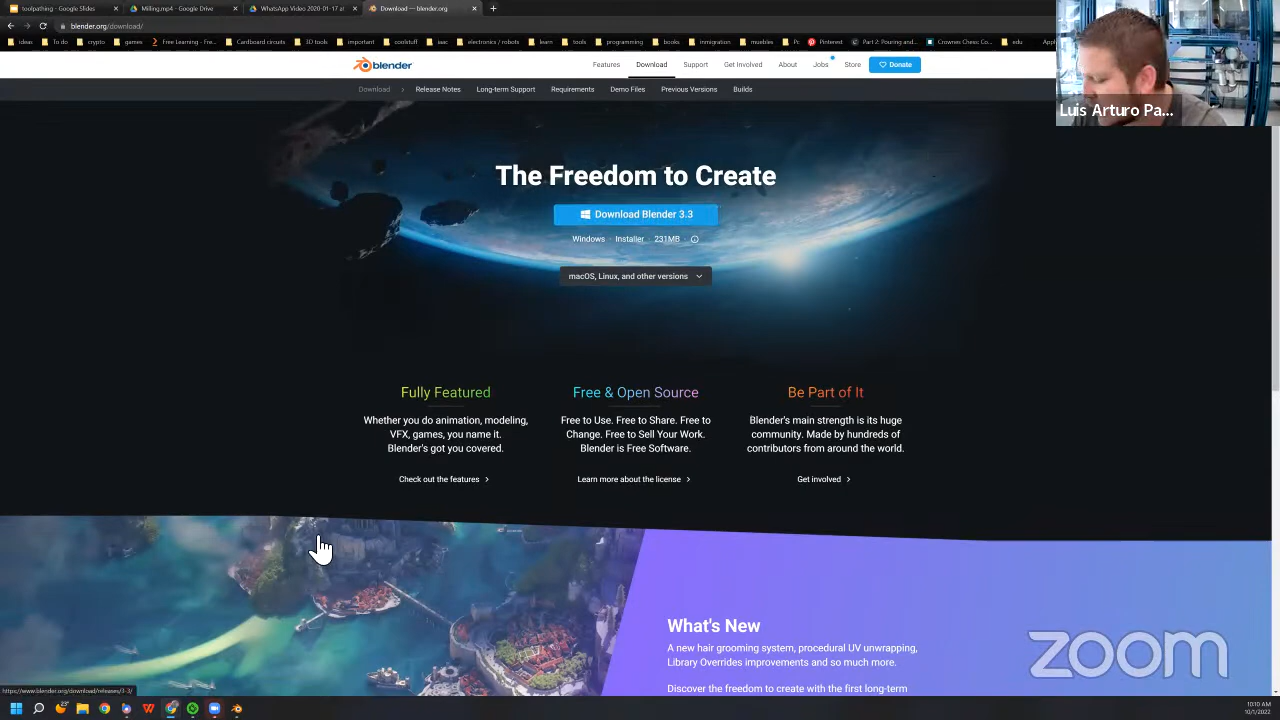 toolpathing - Google Slides
Milling.mp4 - Google Drive
WhatsApp Video 2020-01-17 at
Download — blender.org
blender.org/download/
ideas
To do
crypto
games
Free Learning - Fre...
Cardboard circuits
3D tools
important
coolstuff
iaac
electronics / robots
learn
tools
programming
books
inmigration
muebles
Pc
Pinterest
Part 2: Pouring and...
Crownes Chess: Co...
edu
blender
Features
Download
Support
Get Involved
About
Jobs
Store
Donate
Download
Release Notes
Long-term Support
Requirements
Demo Files
Previous Versions
Builds
Luis Arturo Pa...
The Freedom to Create
Download Blender 3.3
Windows · Installer · 231MB ·
macOS, Linux, and other versions
Fully Featured
Whether you do animation, modeling,
VFX, games, you name it.
Blender's got you covered.
Check out the features
Free & Open Source
Free to Use. Free to Share. Free to
Change. Free to Sell Your Work.
Blender is Free Software.
Learn more about the license
Be Part of It
Blender's main strength is its huge
community. Made by hundreds of
contributors from around the world.
Get involved
What's New
A new hair grooming system, procedural UV unwrapping,
Library Overrides improvements and so much more.
Discover the freedom to create with the first long-term
zoom
https://www.blender.org/download/releases/3-3/
10:10 AM
10/1/2022